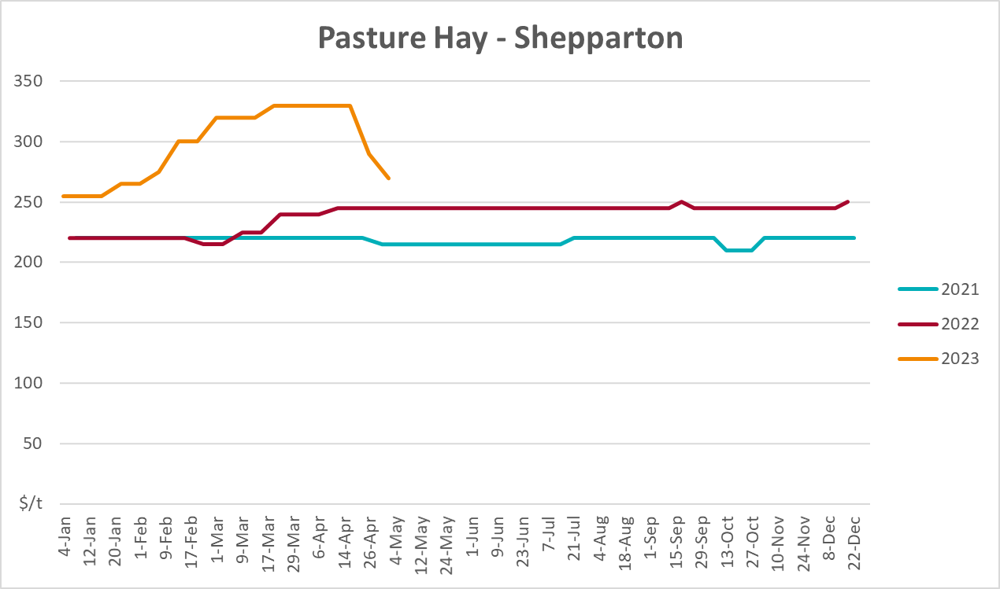 Pasture Hay - Shepparton
350
300
250
200
150
100
50
$/t
4-Jan
12-Jan
20-Jan
1-Feb
9-Feb
17-Feb
1-Mar
9-Mar
17-Mar
29-Mar
6-Apr
14-Apr
26-Apr
4-May
12-May
24-May
1-Jun
9-Jun
23-Jun
7-Jul
21-Jul
4-Aug
18-Aug
1-Sep
15-Sep
29-Sep
13-Oct
27-Oct
10-Nov
24-Nov
8-Dec
22-Dec
2021
2022
2023